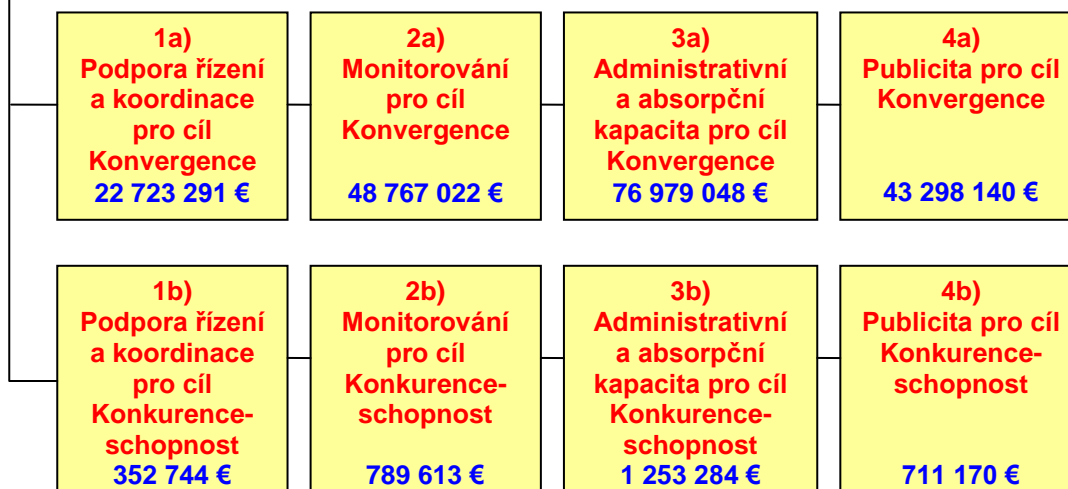 1a)
Podpora řízení
a koordinace
pro cíl
Konvergence
22 723 291 €
2a)
Monitorování
pro cíl
Konvergence
48 767 022 €
3a)
Administrativní
a absorpční
kapacita pro cíl
Konvergence
76 979 048 €
4a)
Publicita pro cíl
Konvergence
43 298 140 €
1b)
Podpora řízení
a koordinace
pro cíl
Konkurence-
schopnost
352 744 €
2b)
Monitorování
pro cíl
Konkurence-
schopnost
789 613 €
3b)
Administrativní
a absorpční
kapacita pro cíl
Konkurence-
schopnost
1 253 284 €
4b)
Publicita pro cíl
Konkurence-
schopnost
711 170 €